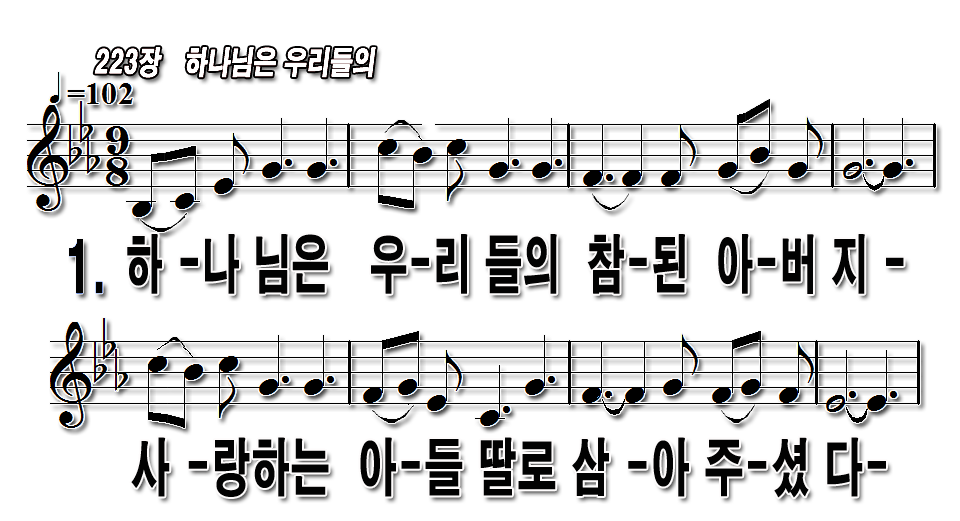 223장 하나님은 우리들의
=102
9
8
1. 하 -나 님은 우-리 들의 참-된 아-버 지 -
사 -랑하는 아-들 딸로 삼 -아 주-셨 다-